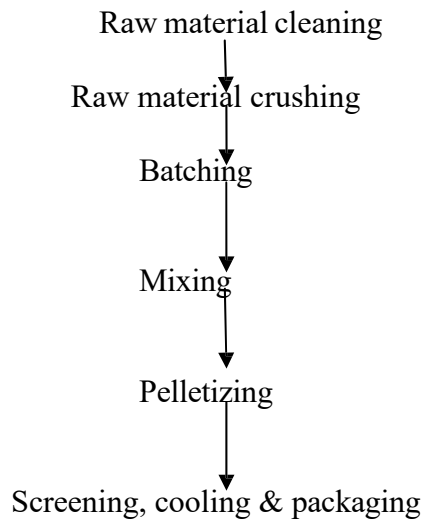 Raw material cleaning
Raw material crushing
Batching
Mixing
Pelletizing
Screening, cooling & packaging